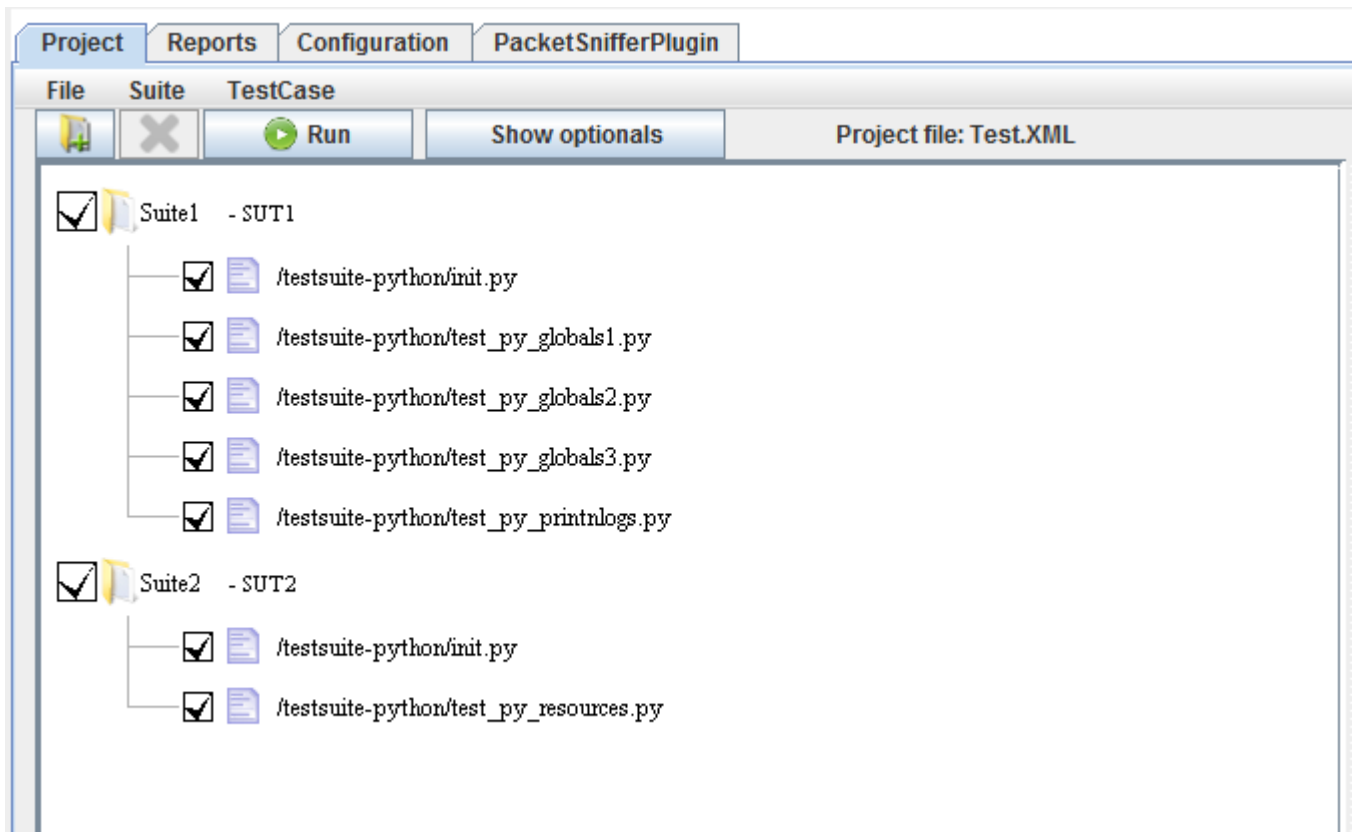 Project Reports Configuration PacketSnifferPlugin
File Suite TestCase
Run Show optionals Project file: Test.XML
Suite1 - SUT1
/testsuite-python/init.py
/testsuite-python/test_py_globals1.py
/testsuite-python/test_py_globals2.py
/testsuite-python/test_py_globals3.py
/testsuite-python/test_py_printnlogs.py
Suite2 - SUT2
/testsuite-python/init.py
/testsuite-python/test_py_resources.py